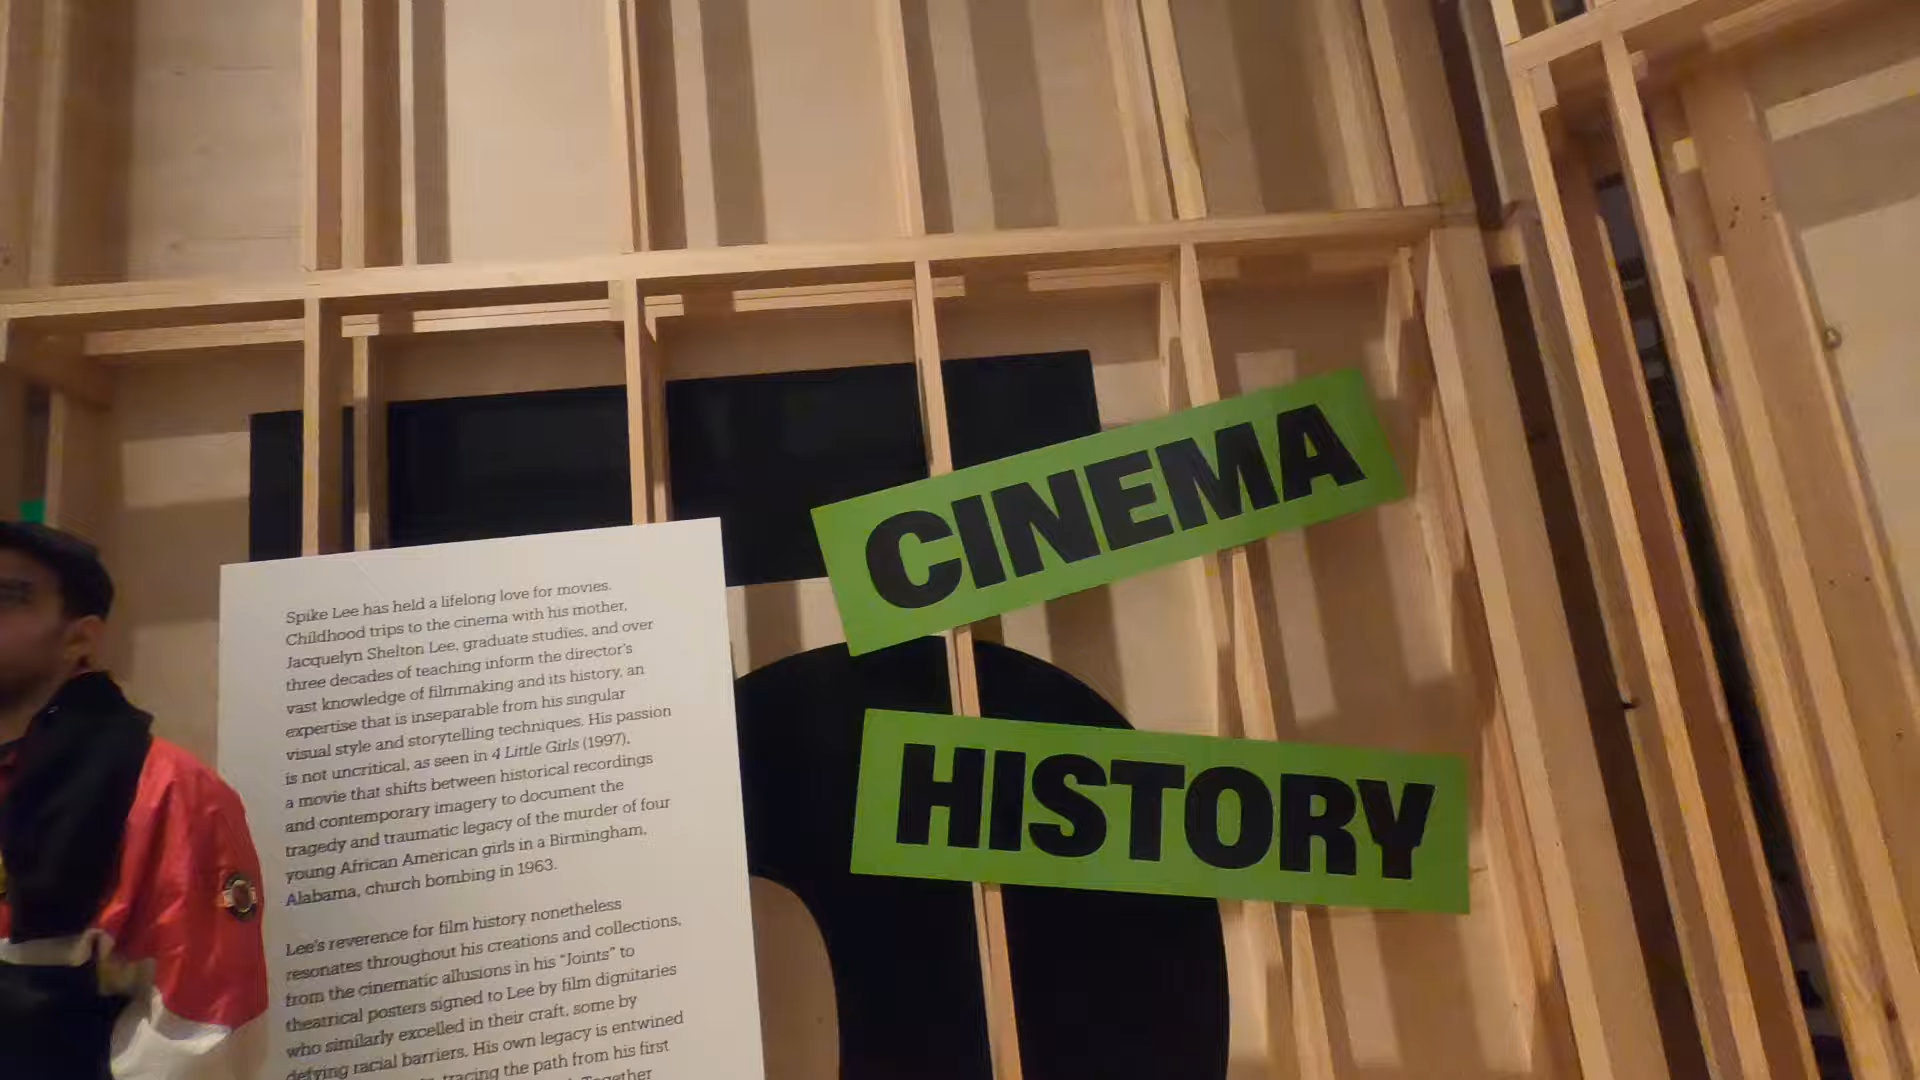 CINEMA
HISTORY
Spike Lee has held a lifelong love for movies.
Childhood trips to the cinema with his mother,
Jacquelyn Shelton Lee, graduate studies, and over
three decades of teaching inform the director's
vast knowledge of filmmaking and its history, an
expertise that is inseparable from his singular
visual style and storytelling techniques. His passion
is not uncritical, as seen in 4 Little Girls (1997),
a movie that shifts between historical recordings
and contemporary imagery to document the
tragedy and traumatic legacy of the murder of four
young African American girls in a Birmingham,
Alabama, church bombing in 1963.
Lee's reverence for film history nonetheless
resonates throughout his creations and collections,
from the cinematic allusions in his "Joints" to
theatrical posters signed to Lee by film dignitaries
who similarly excelled in their craft, some by
defying racial barriers. His own legacy is entwined
tracing the path from his first
Together